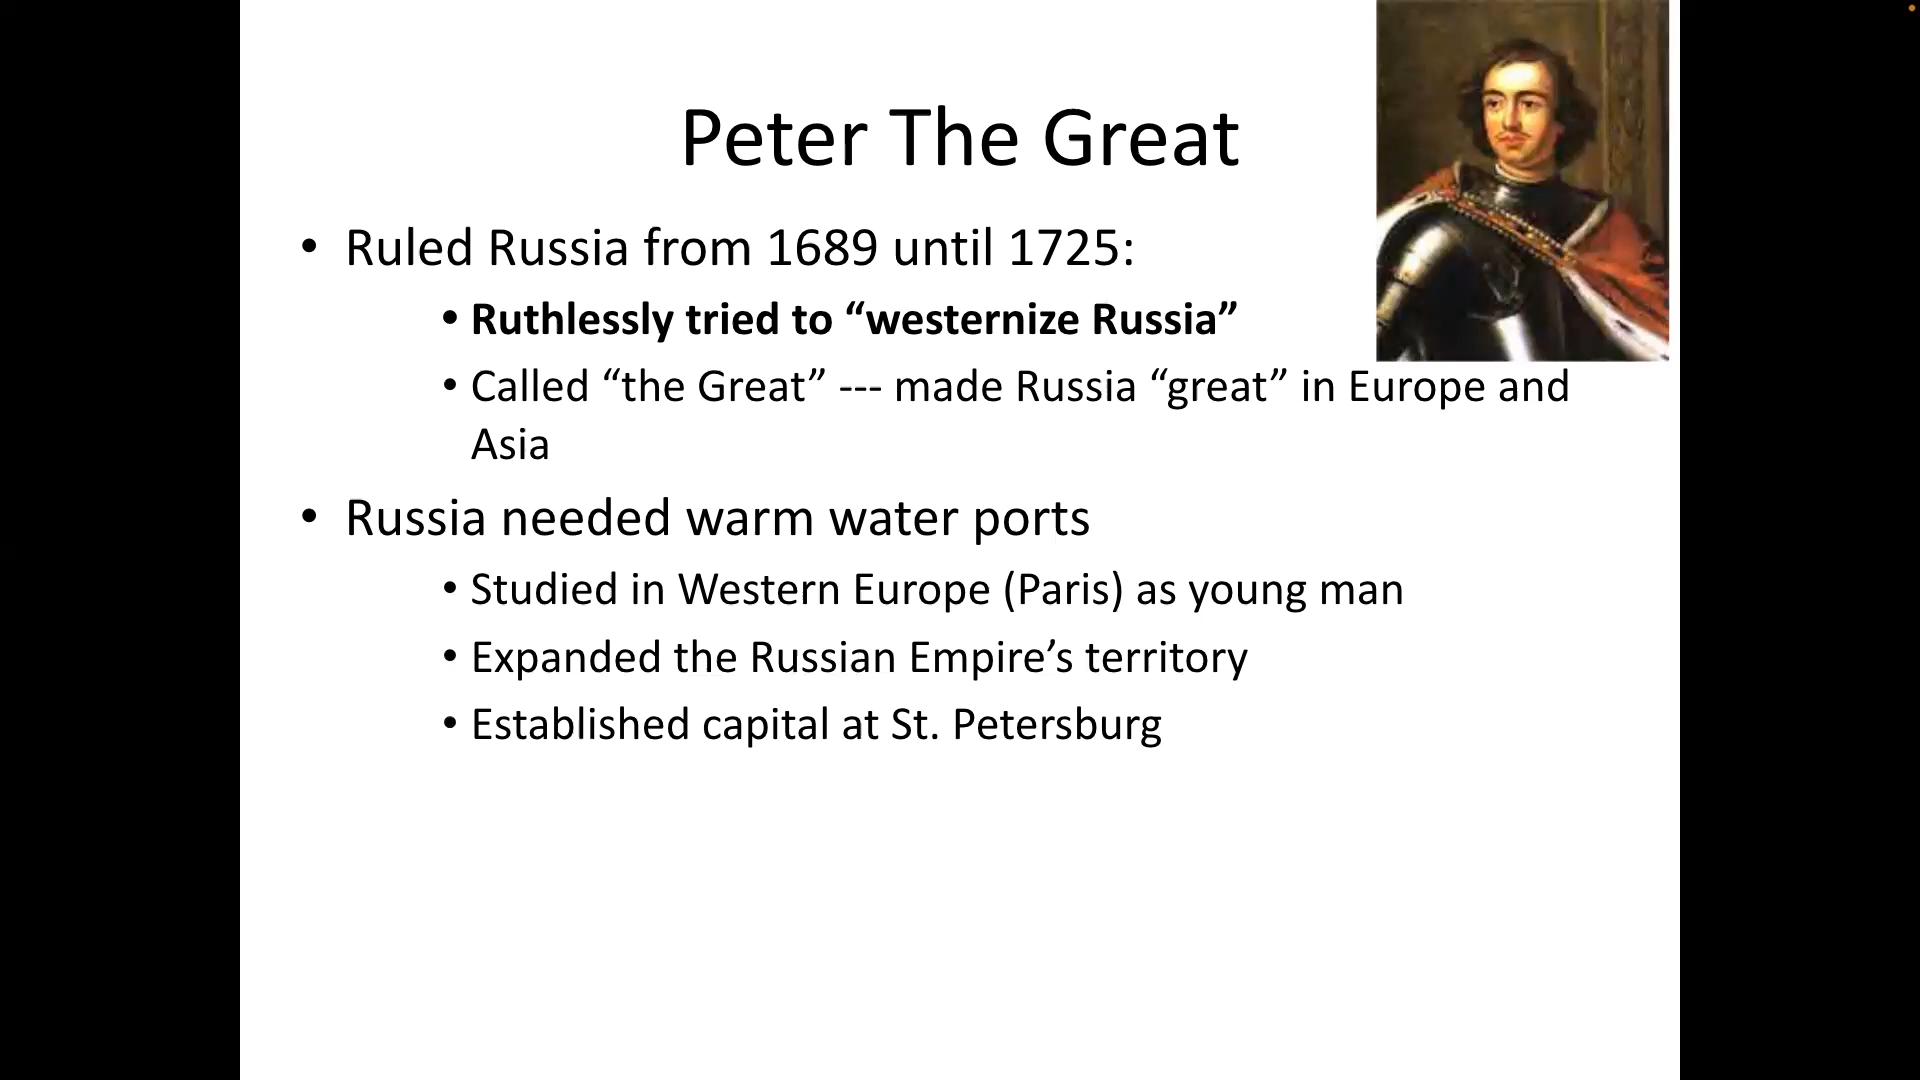 Peter The Great
• Ruled Russia from 1689 until 1725:
• Ruthlessly tried to “westernize Russia”
• Called “the Great” --- made Russia “great” in Europe and
Asia
• Russia needed warm water ports
• Studied in Western Europe (Paris) as young man
• Expanded the Russian Empire’s territory
• Established capital at St. Petersburg